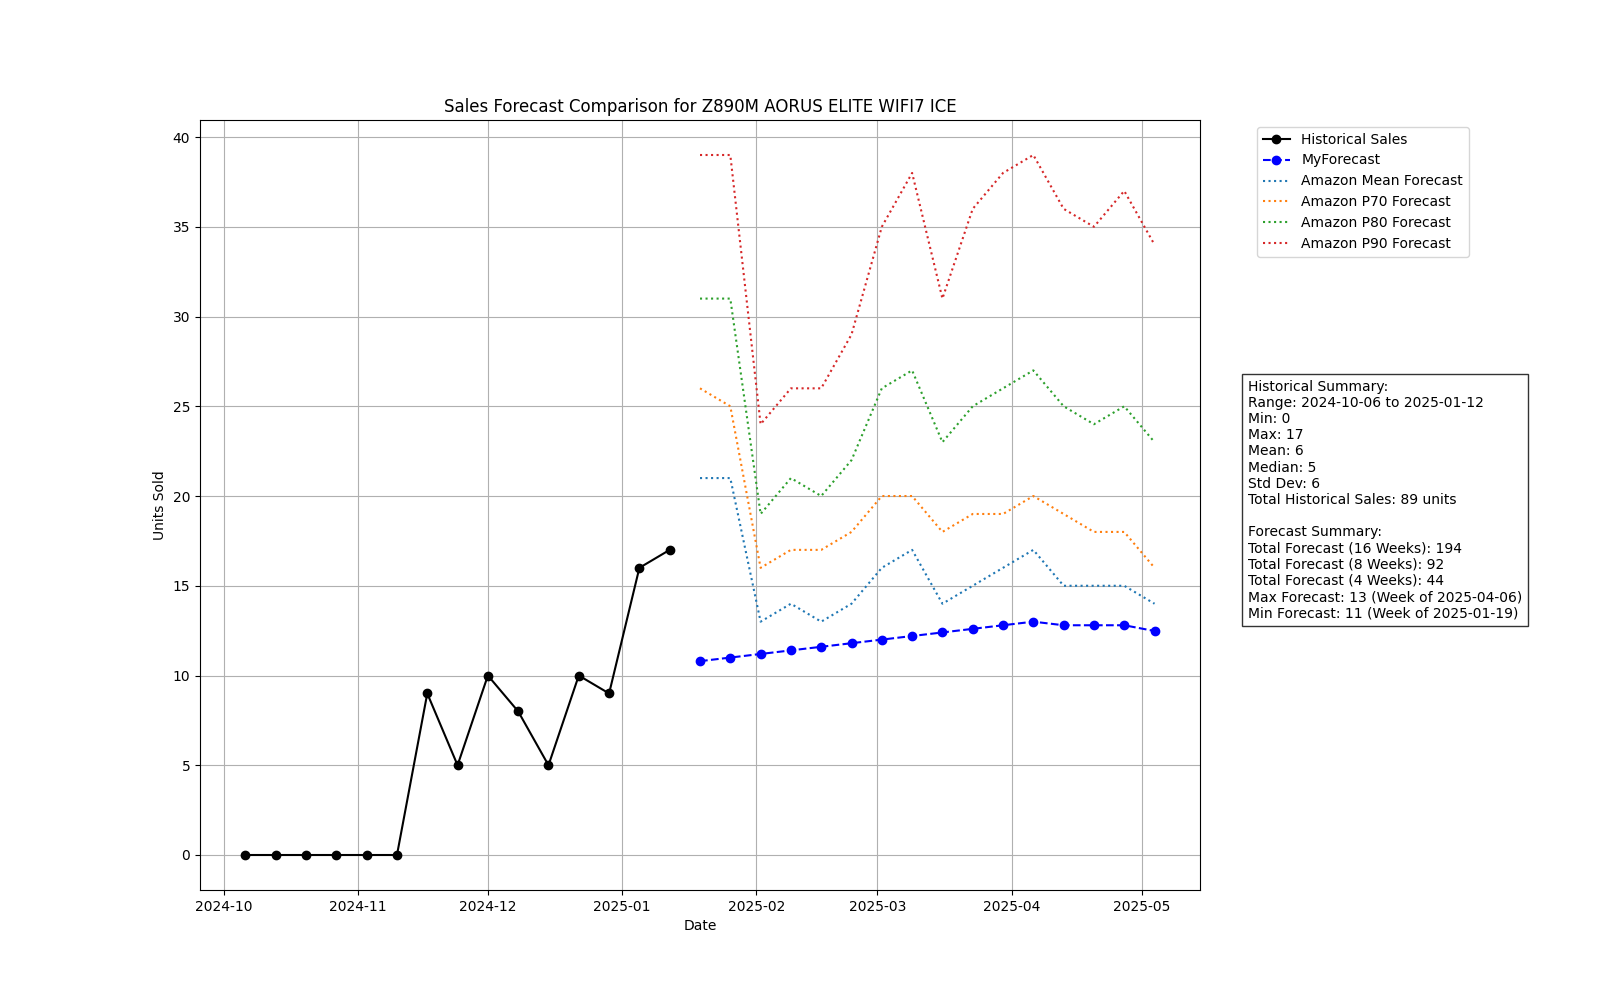 Sales Forecast Comparison for Z890M AORUS ELITE WIFI7 ICE
40
35
30
25
20
15
10
5
0
Units Sold
2024-10
2024-11
2024-12
2025-01
2025-02
2025-03
2025-04
2025-05
Date
Historical Sales
MyForecast
Amazon Mean Forecast
Amazon P70 Forecast
Amazon P80 Forecast
Amazon P90 Forecast
Historical Summary:
Range: 2024-10-06 to 2025-01-12
Min: 0
Max: 17
Mean: 6
Median: 5
Std Dev: 6
Total Historical Sales: 89 units
Forecast Summary:
Total Forecast (16 Weeks): 194
Total Forecast (8 Weeks): 92
Total Forecast (4 Weeks): 44
Max Forecast: 13 (Week of 2025-04-06)
Min Forecast: 11 (Week of 2025-01-19)